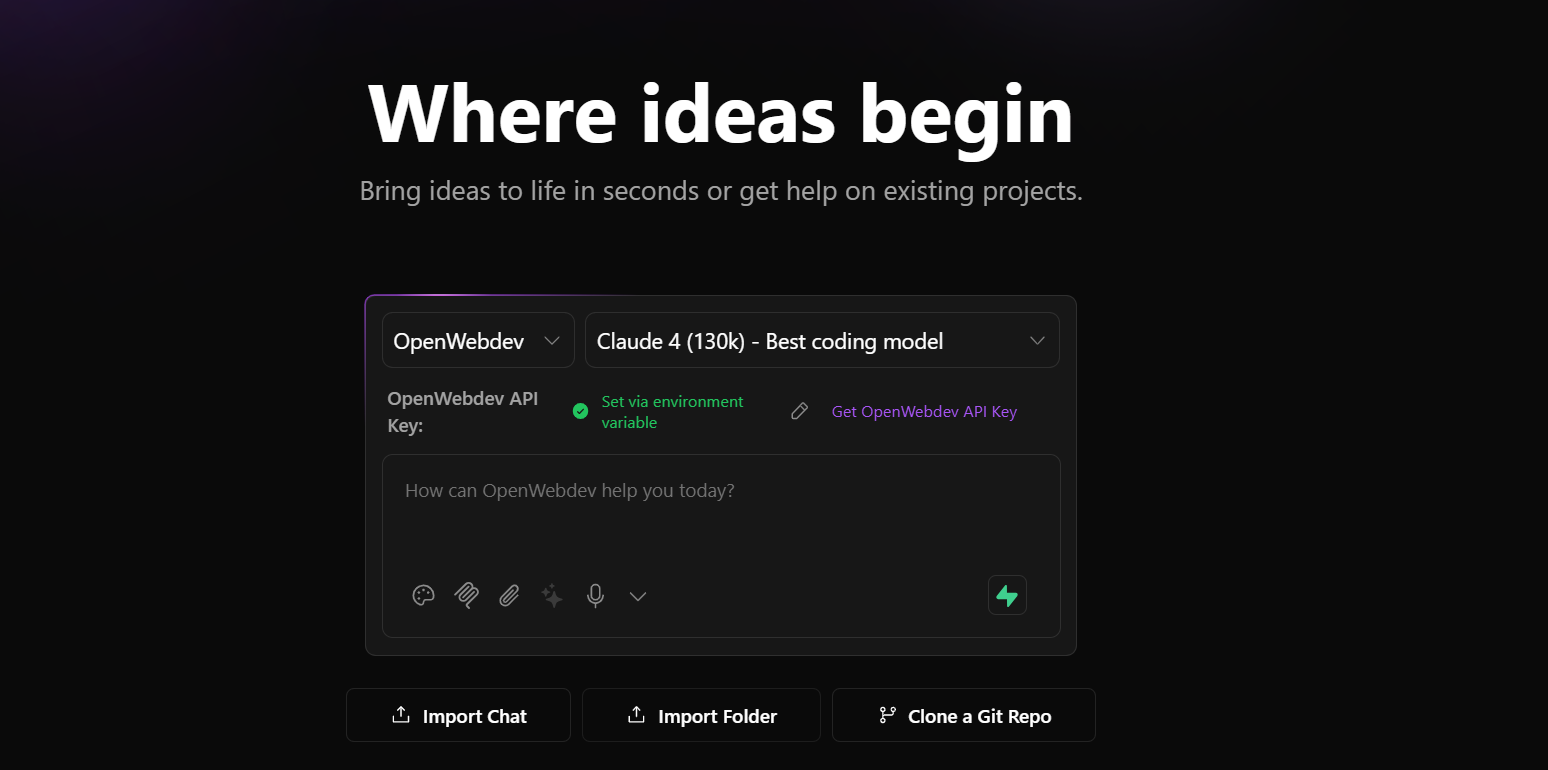 Where ideas begin
Bring ideas to life in seconds or get help on existing projects.
OpenWebdev
Claude 4 (130k) - Best coding model
OpenWebdev API
Key:
Set via environment
variable
Get OpenWebdev API Key
How can OpenWebdev help you today?
Import Chat
Import Folder
Clone a Git Repo